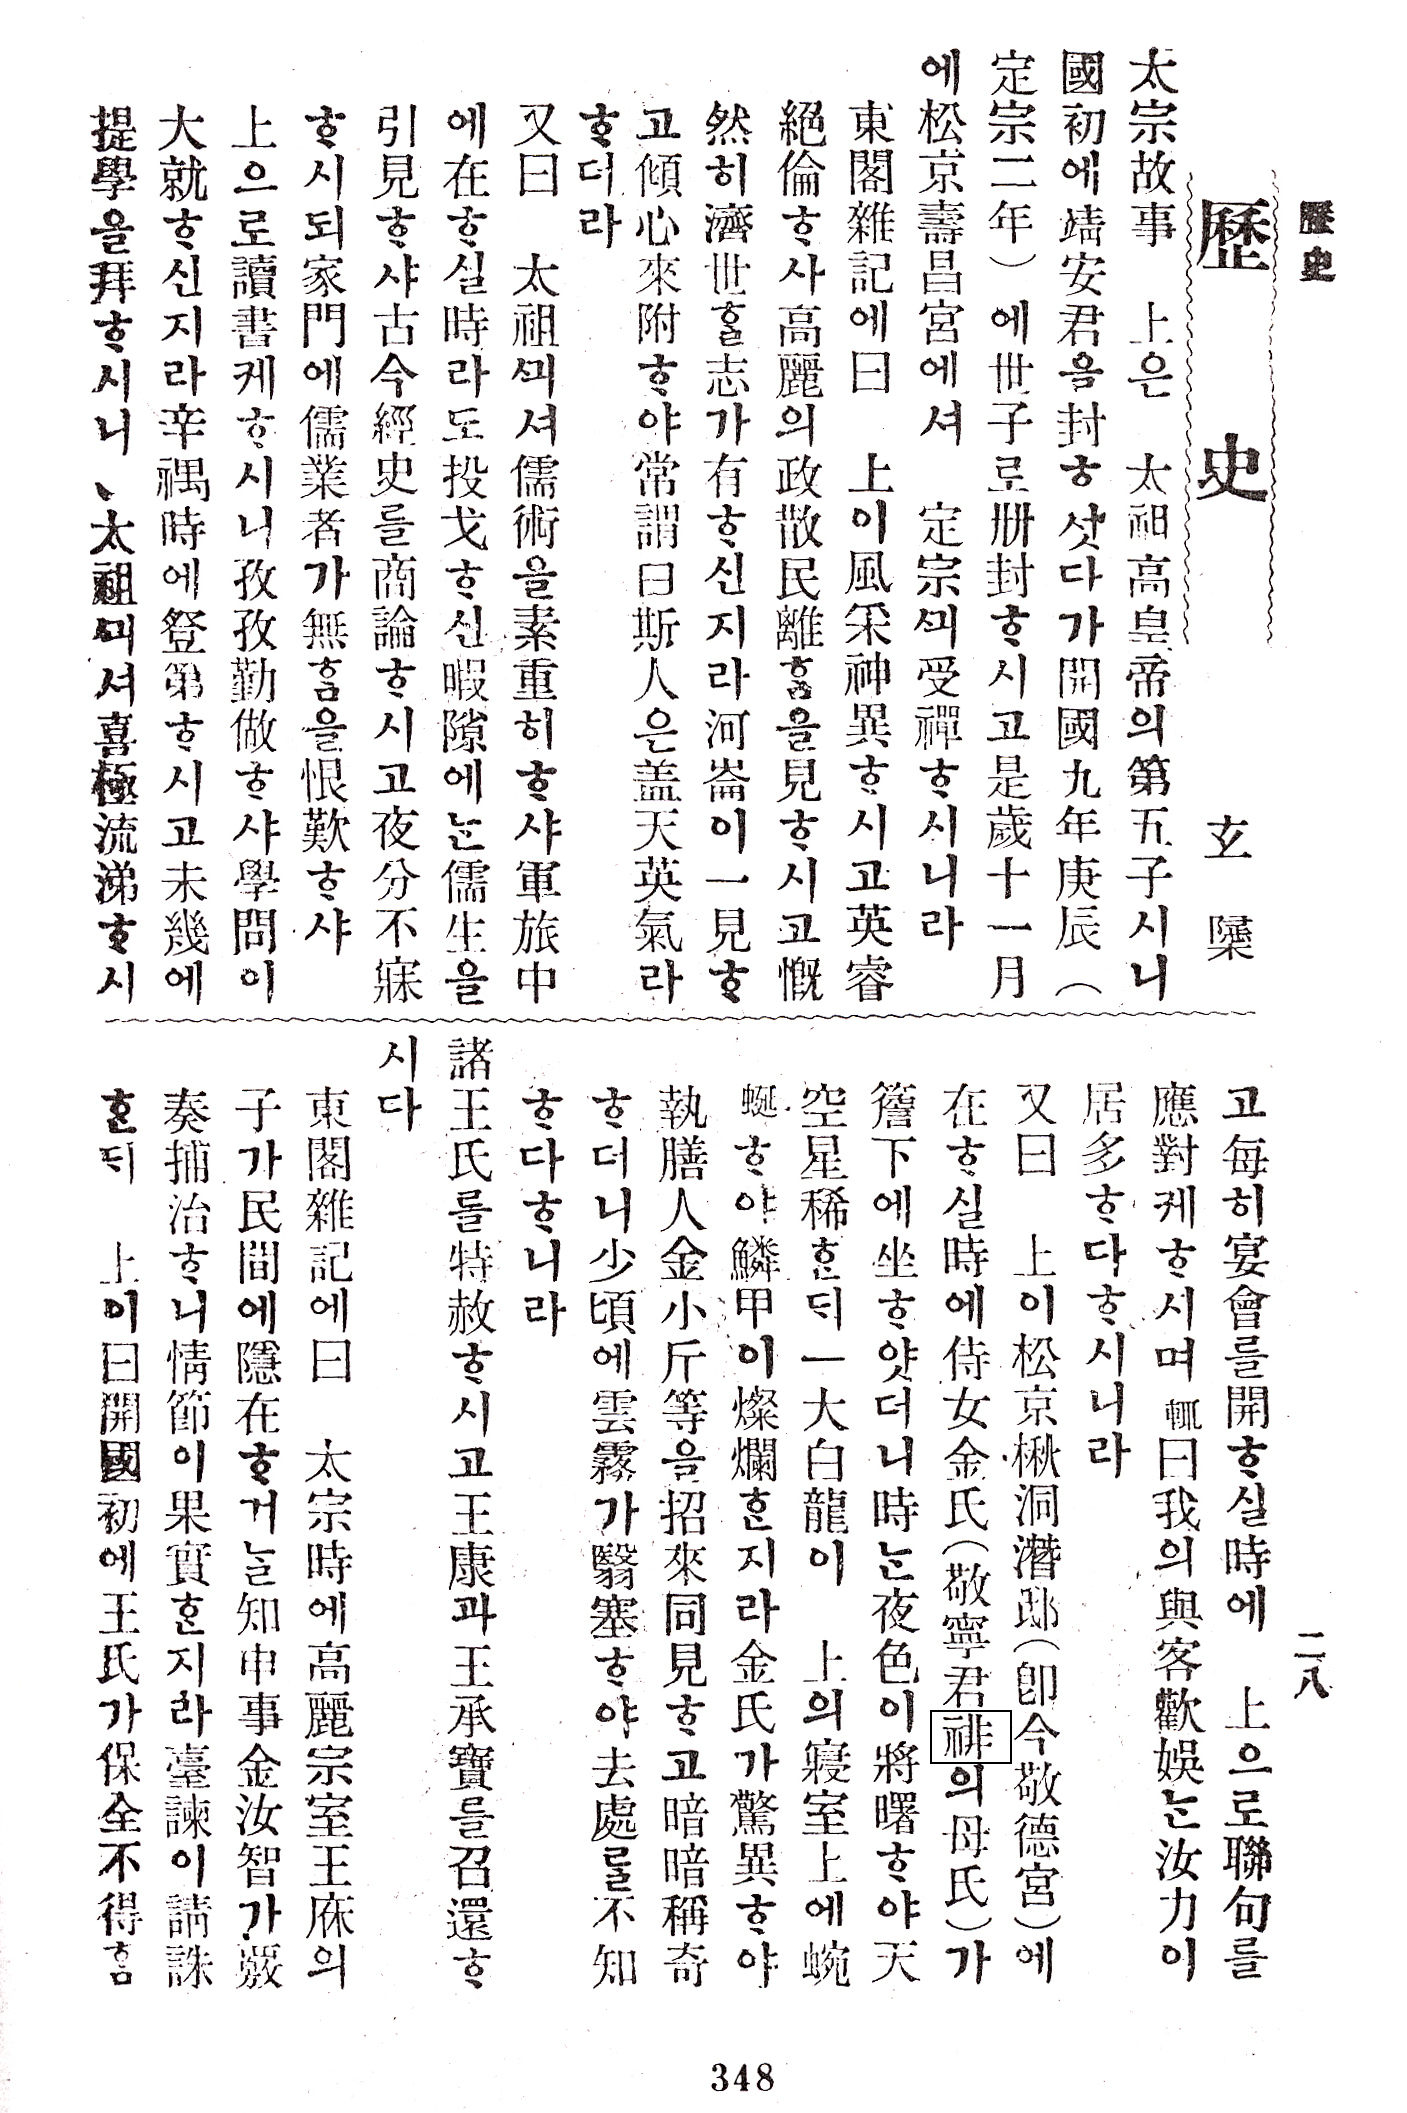 歷史
歷史
玄 櫽
太宗故事 上은 太祖高皇帝의第五子시니
國初에靖安君을封ᄒᆞ섯다가開國九年庚辰(
定宗二年)에世子로册封ᄒᆞ시고是歲十一月
에松京壽昌宮에셔 定宗ᄭᅴ受禪ᄒᆞ시니라
東閣雜記에曰 上이風采神異ᄒᆞ시고英睿
絕倫ᄒᆞ사高麗의政散民離ᄒᆞᆷ을見ᄒᆞ시고慨
然히濟世ᄒᆞᆯ志가有ᄒᆞ신지라河崙이一見ᄒᆞ
고傾心來附ᄒᆞ야常謂曰斯人은盖天英氣라
ᄒᆞ더라
又曰 太祖ᄭᅴ셔儒術을素重히ᄒᆞ샤軍旅中
에在ᄒᆞ실時라도投戈ᄒᆞ신暇隙에ᄂᆞᆫ儒生을
引見ᄒᆞ샤古今經史를商論ᄒᆞ시고夜分不寐
ᄒᆞ시되家門에儒業者가無ᄒᆞᆷ을恨歎ᄒᆞ샤
上으로讀書케ᄒᆞ시니孜孜勤做ᄒᆞ샤學問이
大就ᄒᆞ신지라辛禑時에登第ᄒᆞ시고未幾에
提學을拜ᄒᆞ시니、太祖ᄭᅴ셔喜極流涕ᄒᆞ시
고每히宴會를開ᄒᆞ실時에 上으로聯句를
應對케ᄒᆞ시며輒曰我의與客歡娛ᄂᆞᆫ汝力이
居多ᄒᆞ다ᄒᆞ시니라
又曰 上이松京楸洞潛邸(卽今敬德宮)에
在ᄒᆞ실時에侍女金氏(敬寧君裶의母氏)가
簷下에坐ᄒᆞ얏더니時ᄂᆞᆫ夜色이將曙ᄒᆞ야天
空星稀ᄒᆞᆫᄃᆡ一大白龍이 上의寢室上에蜿
蜒ᄒᆞ야鱗甲이燦爛ᄒᆞᆫ지라金氏가驚異ᄒᆞ야
執膳人金小斤等을招來同見ᄒᆞ고暗暗稱奇
ᄒᆞ더니少頃에雲霧가翳塞ᄒᆞ야去處ᄅᆞᆯ不知
ᄒᆞ다ᄒᆞ니라
諸王氏를特赦ᄒᆞ시고王康과王承寶를召還ᄒᆞ
시다
東閣雜記에曰 太宗時에高麗宗室王庥의
子가民間에隱在ᄒᆞ거ᄂᆞᆯ知申事金汝智가覈
奏捕治ᄒᆞ니情節이果實ᄒᆞᆫ지라臺諫이請誅
ᄒᆞᆫᄃᆡ 上이曰開國初에王氏가保全不得ᄒᆞᆷ
二八
348